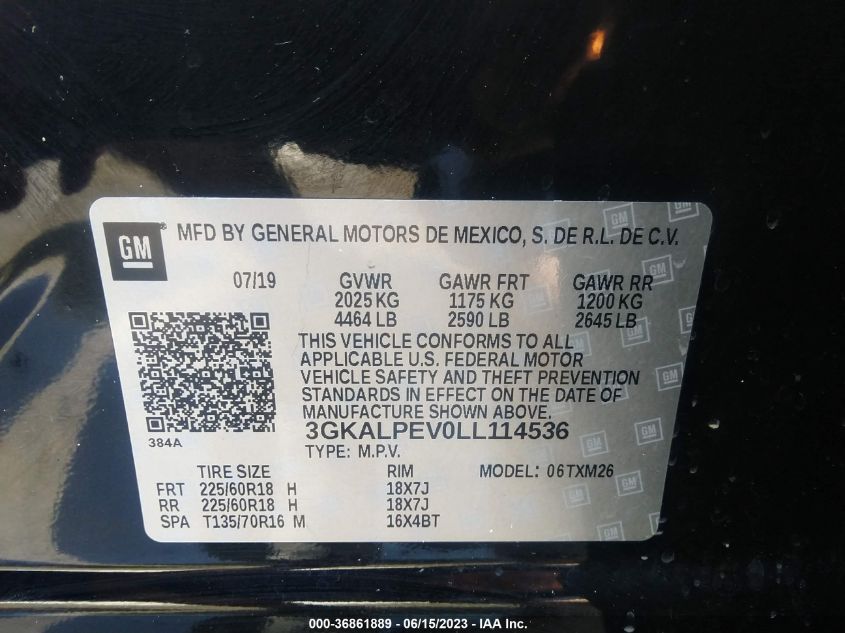 GM
MFD BY GENERAL MOTORS DE MEXICO, S. DE R.L. DE C.V.
07/19 GVWR GAWR FRT GAWR RR
2025 KG 1175 KG 1200 KG
4464 LB 2590 LB 2645 LB
THIS VEHICLE CONFORMS TO ALL
APPLICABLE U.S. FEDERAL MOTOR
VEHICLE SAFETY AND THEFT PREVENTION
STANDARDS IN EFFECT ON THE DATE OF
MANUFACTURE SHOWN ABOVE.
384A
3GKALPEV0LL114536
TYPE: M.P.V.
TIRE SIZE RIM MODEL: 06TXM26
FRT 225/60R18 H 18X7J
RR 225/60R18 H 18X7J
SPA T135/70R16 M 16X4BT
000-36861889 - 06/15/2023 - IAA Inc.